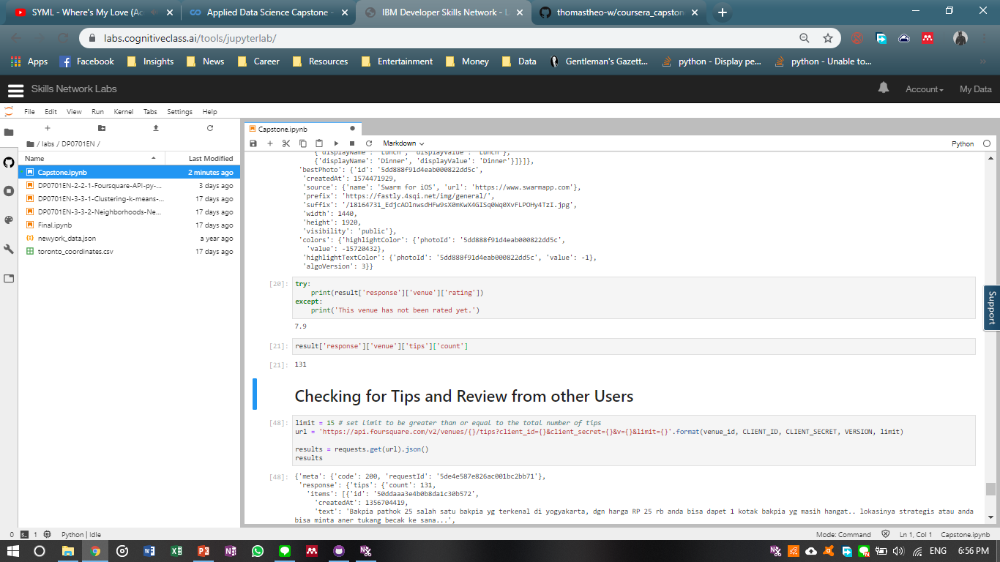 SYML - Where's My Love (Ac
Applied Data Science Capstone -
IBM Developer Skills Network - L
thomastheo-w/coursera_capston
labs.cognitiveclass.ai/tools/jupyterlab/
Apps Facebook Insights News Career Resources Entertainment Money Data Gentleman's Gazett... python - Display pe... python - Unable to...
Skills Network Labs Account My Data
File Edit View Run Kernel Tabs Settings Help
Capstone.ipynb
/ labs / DP0701EN /
Markdown
Python
Name Last Modified
Capstone.ipynb 2 minutes ago
DP0701EN-2-2-1-Foursquare-API-py-... 3 days ago
DP0701EN-3-3-1-Clustering-k-means-... 17 days ago
DP0701EN-3-3-2-Neighborhoods-Ne... 17 days ago
Final.ipynb 17 days ago
newyork_data.json a year ago
toronto_coordinates.csv 17 days ago
{'displayName': 'Lunch', 'displayValue': 'Lunch'},
{'displayName': 'Dinner', 'displayValue': 'Dinner'}]}]},
'bestPhoto': {'id': '5dd888f91d4eab000822dd5c',
'createdAt': 1574471929,
'source': {'name': 'Swarm for iOS', 'url': 'https://www.swarmapp.com'},
'prefix': 'https://fastly.4sqi.net/img/general/',
'suffix': '/18164731_EdjcAOlnwsdHFw9sX0mKwX4GISq0Wq0XvFLPOHy4TzI.jpg',
'width': 1440,
'height': 1920,
'visibility': 'public'},
'colors': {'highlightColor': {'photoId': '5dd888f91d4eab000822dd5c',
'value': -15720432},
'highlightTextColor': {'photoId': '5dd888f91d4eab000822dd5c', 'value': -1},
'algoVersion': 3}}
[20]: try:
print(result['response']['venue']['rating'])
except:
print('This venue has not been rated yet.')
7.9
[21]: result['response']['venue']['tips']['count']
[21]: 131
Checking for Tips and Review from other Users
[48]: limit = 15 # set limit to be greater than or equal to the total number of tips
url = 'https://api.foursquare.com/v2/venues/{}/tips?client_id={}&client_secret={}&v={}&limit={}'.format(venue_id, CLIENT_ID, CLIENT_SECRET, VERSION, limit)
results = requests.get(url).json()
results
[48]: {'meta': {'code': 200, 'requestId': '5de4e587e826ac001bc2bb71'},
'response': {'tips': {'count': 131,
'items': [{'id': '50ddaaa3e4b0b8da1c30b572',
'createdAt': 1356704419,
'text': 'Bakpia pathok 25 salah satu bakpia yg terkenal di yogyakarta, dgn harga RP 25 rb anda bisa dapet 1 kotak bakpia yg masih hangat.. lokasinya strategis atau anda
bisa minta aner tukang becak ke sana...',
Support
0 1 Python | Idle Mode: Command Ln 1, Col 1 Capstone.ipynb
ENG 6:56 PM